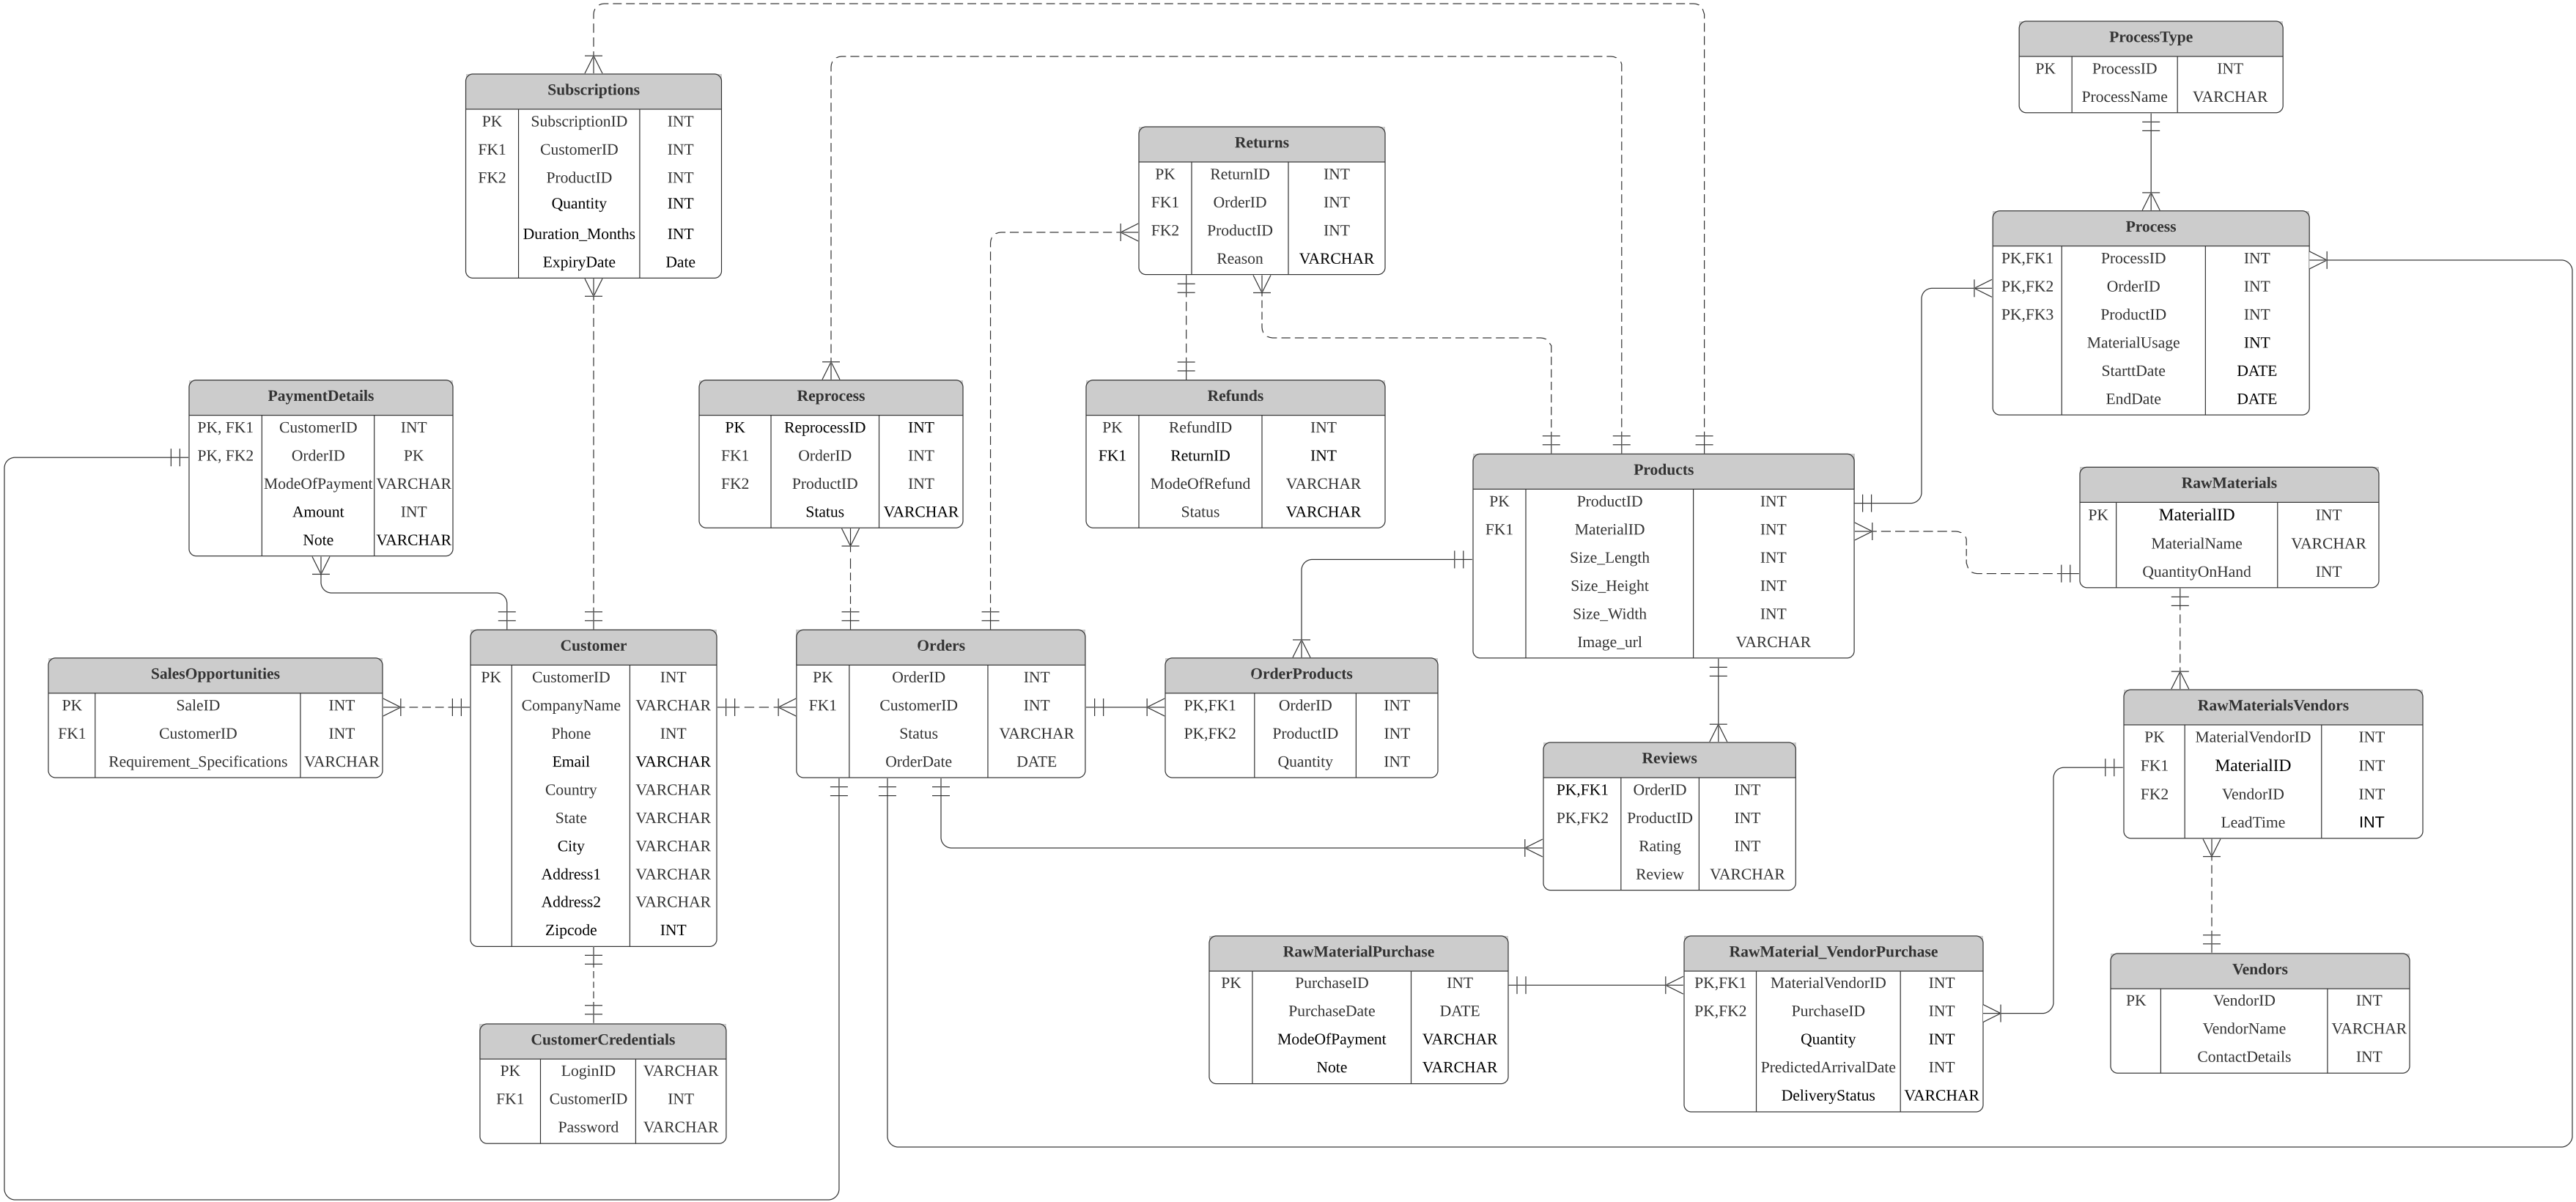 ProcessType
PK ProcessID INT
ProcessName VARCHAR
Subscriptions
PK SubscriptionID INT
FK1 CustomerID INT
FK2 ProductID INT
Quantity INT
Duration_Months INT
ExpiryDate Date
Returns
PK ReturnID INT
FK1 OrderID INT
FK2 ProductID INT
Reason VARCHAR
Process
PK,FK1 ProcessID INT
PK,FK2 OrderID INT
PK,FK3 ProductID INT
MaterialUsage INT
StarttDate DATE
EndDate DATE
PaymentDetails
PK, FK1 CustomerID INT
PK, FK2 OrderID PK
ModeOfPayment VARCHAR
Amount INT
Note VARCHAR
Reprocess
PK ReprocessID INT
FK1 OrderID INT
FK2 ProductID INT
Status VARCHAR
Refunds
PK RefundID INT
FK1 ReturnID INT
ModeOfRefund VARCHAR
Status VARCHAR
Products
PK ProductID INT
FK1 MaterialID INT
Size_Length INT
Size_Height INT
Size_Width INT
Image_url VARCHAR
RawMaterials
PK MaterialID INT
MaterialName VARCHAR
QuantityOnHand INT
SalesOpportunities
PK SaleID INT
FK1 CustomerID INT
Requirement_Specifications VARCHAR
Customer
PK CustomerID INT
CompanyName VARCHAR
Phone INT
Email VARCHAR
Country VARCHAR
State VARCHAR
City VARCHAR
Address1 VARCHAR
Address2 VARCHAR
Zipcode INT
Orders
PK OrderID INT
FK1 CustomerID INT
Status VARCHAR
OrderDate DATE
OrderProducts
PK,FK1 OrderID INT
PK,FK2 ProductID INT
Quantity INT
Reviews
PK,FK1 OrderID INT
PK,FK2 ProductID INT
Rating INT
Review VARCHAR
RawMaterialsVendors
PK MaterialVendorID INT
FK1 MaterialID INT
FK2 VendorID INT
LeadTime INT
CustomerCredentials
PK LoginID VARCHAR
FK1 CustomerID INT
Password VARCHAR
RawMaterialPurchase
PK PurchaseID INT
PurchaseDate DATE
ModeOfPayment VARCHAR
Note VARCHAR
RawMaterial_VendorPurchase
PK,FK1 MaterialVendorID INT
PK,FK2 PurchaseID INT
Quantity INT
PredictedArrivalDate INT
DeliveryStatus VARCHAR
Vendors
PK VendorID INT
VendorName VARCHAR
ContactDetails INT